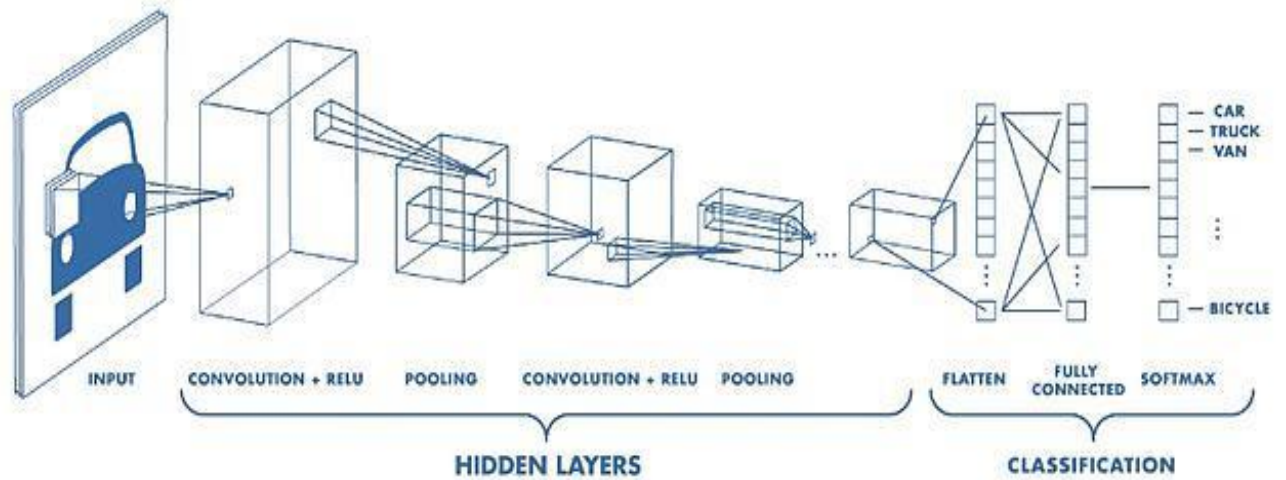 CAR
TRUCK
VAN
BICYCLE
INPUT
CONVOLUTION + RELU
POOLING
CONVOLUTION + RELU
POOLING
FLATTEN
FULLY
CONNECTED
SOFTMAX
HIDDEN LAYERS
CLASSIFICATION